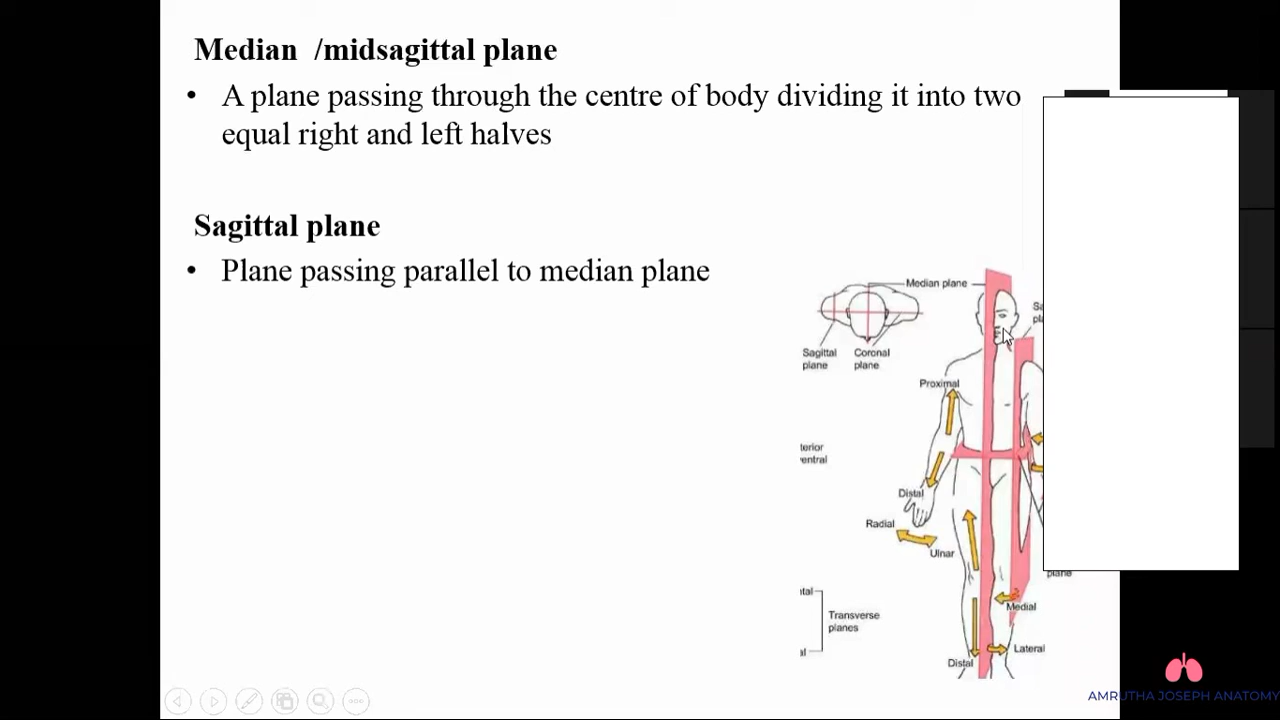 Median /midsagittal plane
• A plane passing through the centre of body dividing it into two
equal right and left halves
Sagittal plane
• Plane passing parallel to median plane
Median plane
Sagittal
plane
Coronal
plane
Proximal
Distal
Radial
Ulnar
Transverse
planes
Medial
Lateral
Distal
plane
AMRUTHA JOSEPH ANATOMY